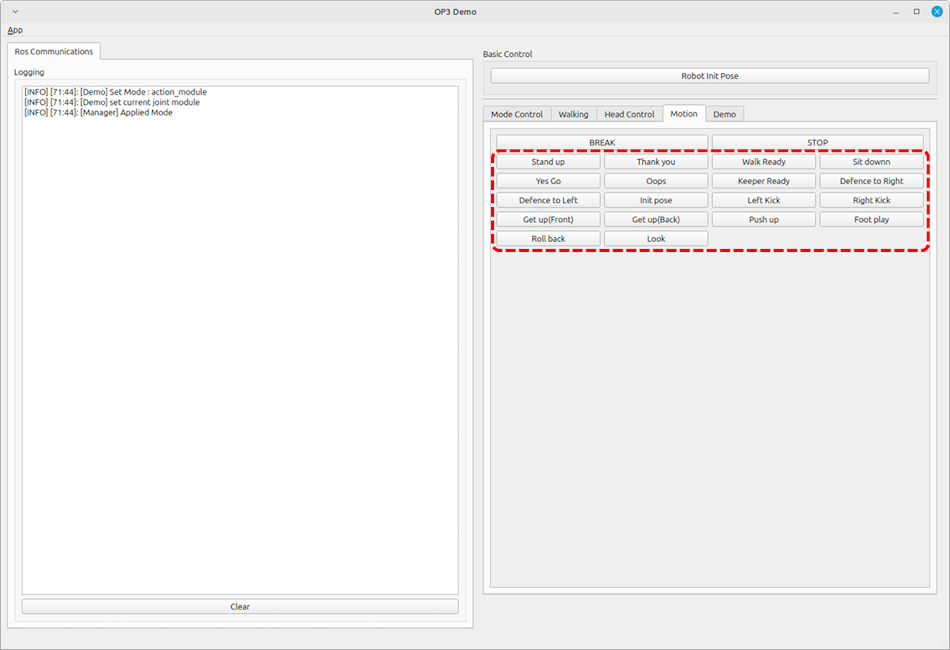 OP3 Demo
App
Ros Communications
Logging
[INFO] [71:44]: [Demo] Set Mode : action_module
[INFO] [71:44]: [Demo] set current joint module
[INFO] [71:44]: [Manager] Applied Mode
Clear
Basic Control
Robot Init Pose
Mode Control Walking Head Control Motion Demo
BREAK STOP
Stand up Thank you Walk Ready Sit downn
Yes Go Oops Keeper Ready Defence to Right
Defence to Left Init pose Left Kick Right Kick
Get up(Front) Get up(Back) Push up Foot play
Roll back Look